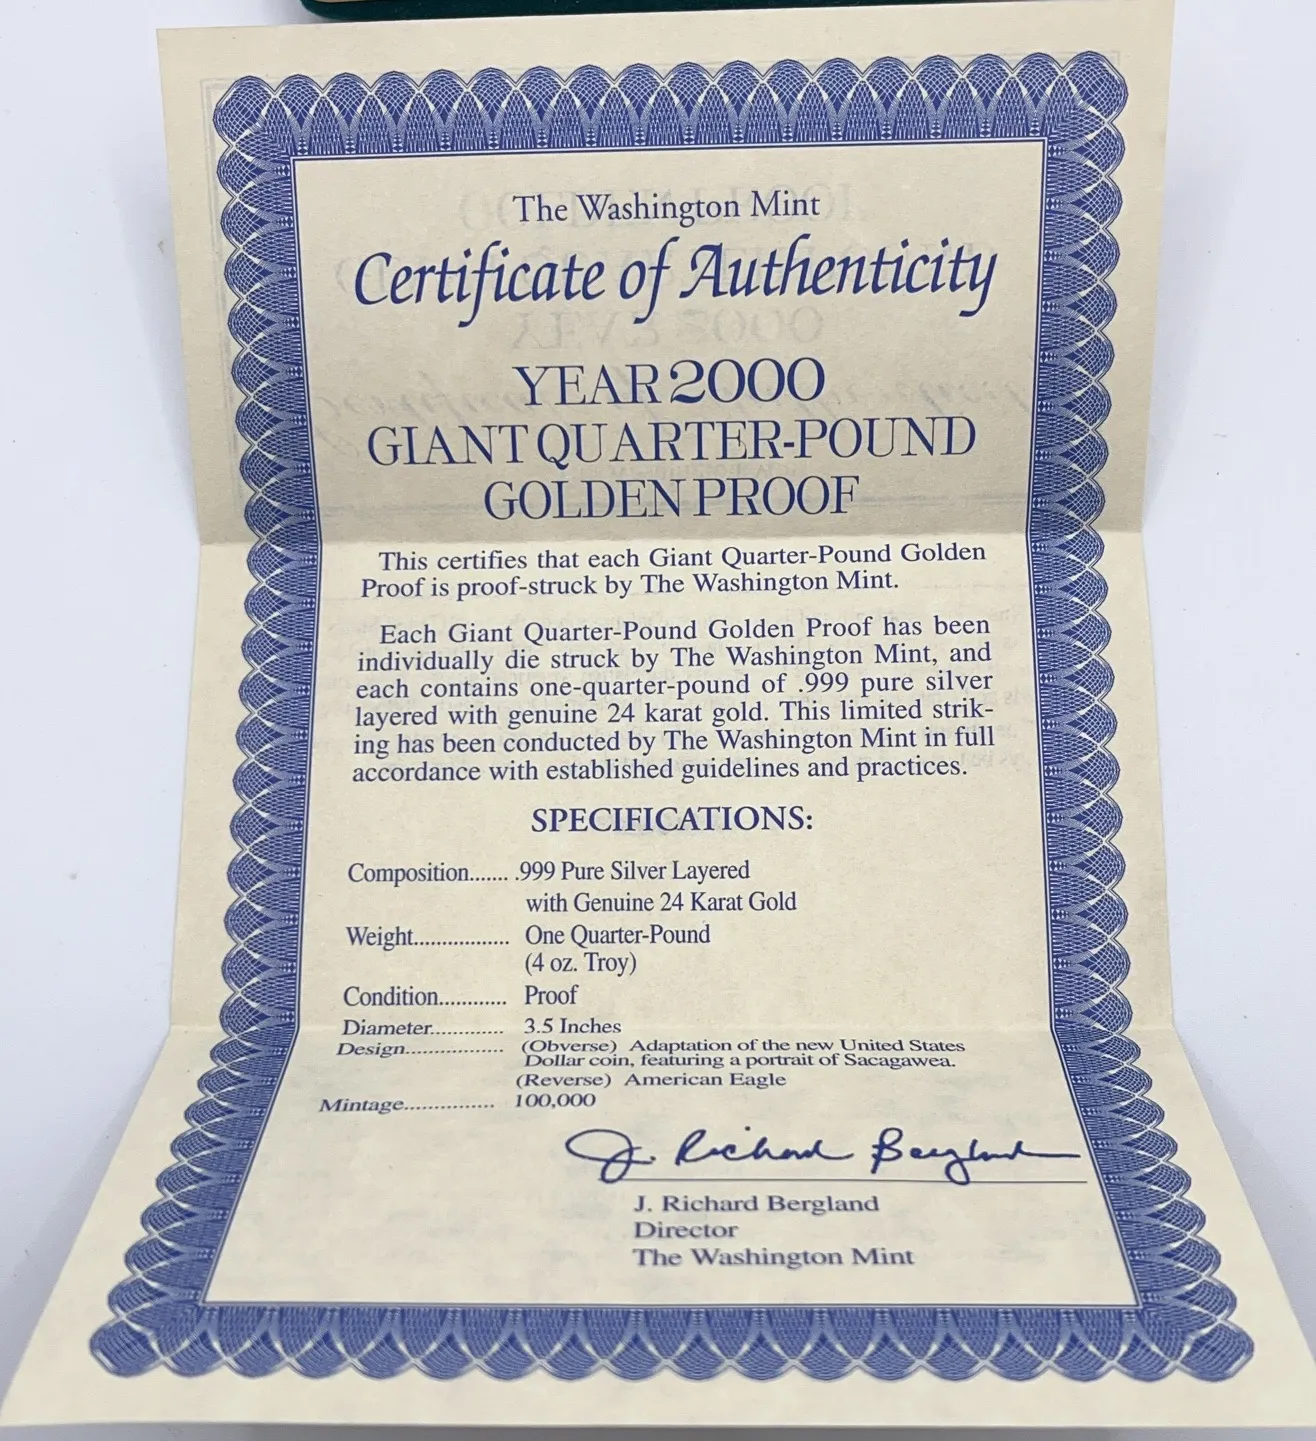 The Washington Mint
Certificate of Authenticity
YEAR 2000
GIANT QUARTER-POUND
GOLDEN PROOF
This certifies that each Giant Quarter-Pound Golden
Proof is proof-struck by The Washington Mint.
Each Giant Quarter-Pound Golden Proof has been
individually die struck by The Washington Mint, and
each contains one-quarter-pound of .999 pure silver
layered with genuine 24 karat gold. This limited strik-
ing has been conducted by The Washington Mint in full
accordance with established guidelines and practices.
SPECIFICATIONS:
Composition....... .999 Pure Silver Layered
with Genuine 24 Karat Gold
Weight................. One Quarter-Pound
(4 oz. Troy)
Condition............ Proof
Diameter............. 3.5 Inches
Design................. (Obverse) Adaptation of the new United States
Dollar coin, featuring a portrait of Sacagawea.
(Reverse) American Eagle
Mintage............... 100,000
J. Richard Bergland
J. Richard Bergland
Director
The Washington Mint